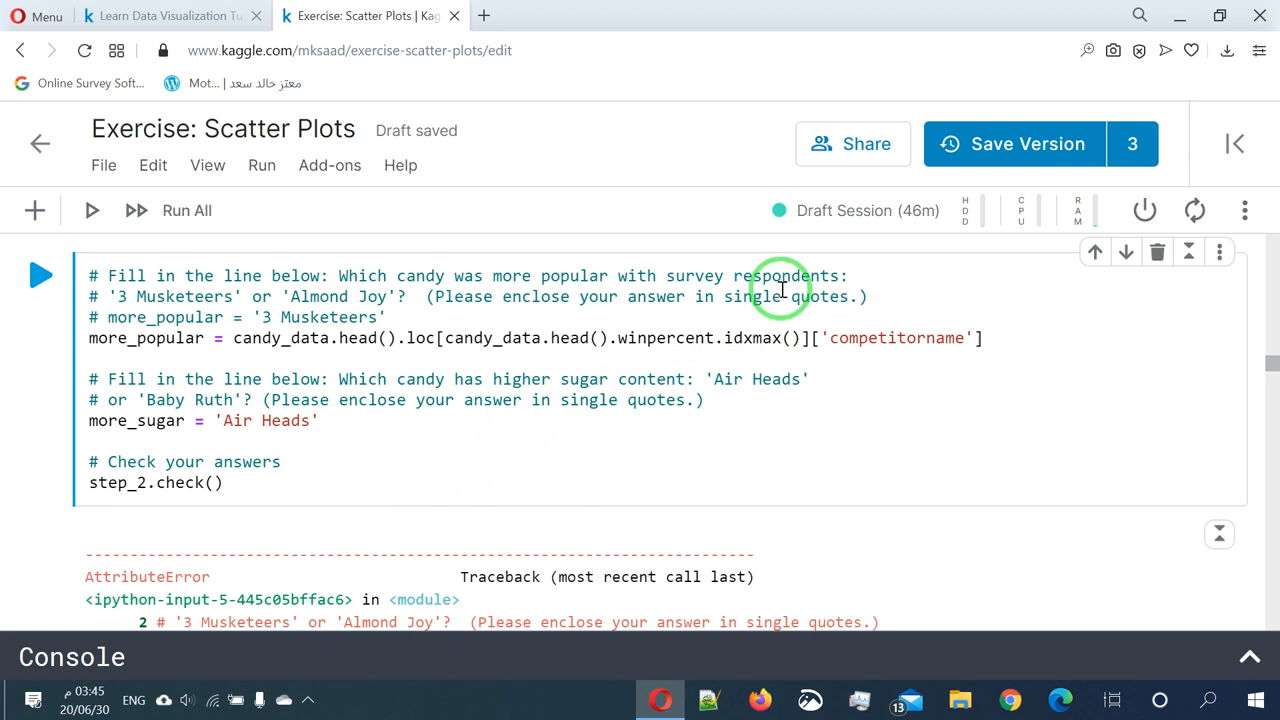 Menu
Learn Data Visualization Tu
Exercise: Scatter Plots | Kag
www.kaggle.com/mksaad/exercise-scatter-plots/edit
Online Survey Soft...
Mot... | معتز خالد سعد
Exercise: Scatter Plots
Draft saved
File Edit View Run Add-ons Help
Share
Save Version
3
Run All
Draft Session (46m)
HDD
CPU
RAM
# Fill in the line below: Which candy was more popular with survey respondents:
# '3 Musketeers' or 'Almond Joy'?  (Please enclose your answer in single quotes.)
# more_popular = '3 Musketeers'
more_popular = candy_data.head().loc[candy_data.head().winpercent.idxmax()]['competitorname']
# Fill in the line below: Which candy has higher sugar content: 'Air Heads'
# or 'Baby Ruth'? (Please enclose your answer in single quotes.)
more_sugar = 'Air Heads'
# Check your answers
step_2.check()
---------------------------------------------------------------------------
AttributeError                            Traceback (most recent call last)
<ipython-input-5-445c05bffac6> in <module>
2 # '3 Musketeers' or 'Almond Joy'?  (Please enclose your answer in single quotes.)
Console
03:45 م
ENG
20/06/30
13